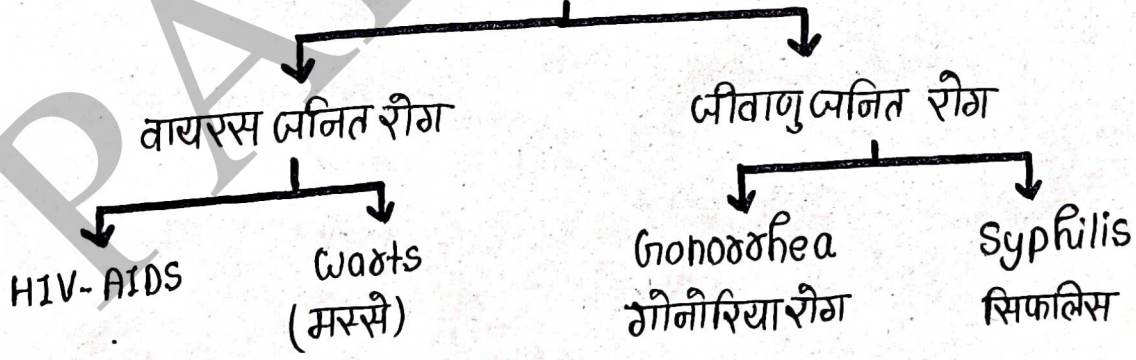 वायरस जनित रोग
जीवाणु जनित रोग
HIV-AIDS
Warts
(मस्से)
Gonorrhea
गोनोरिया रोग
Syphilis
सिफलिस